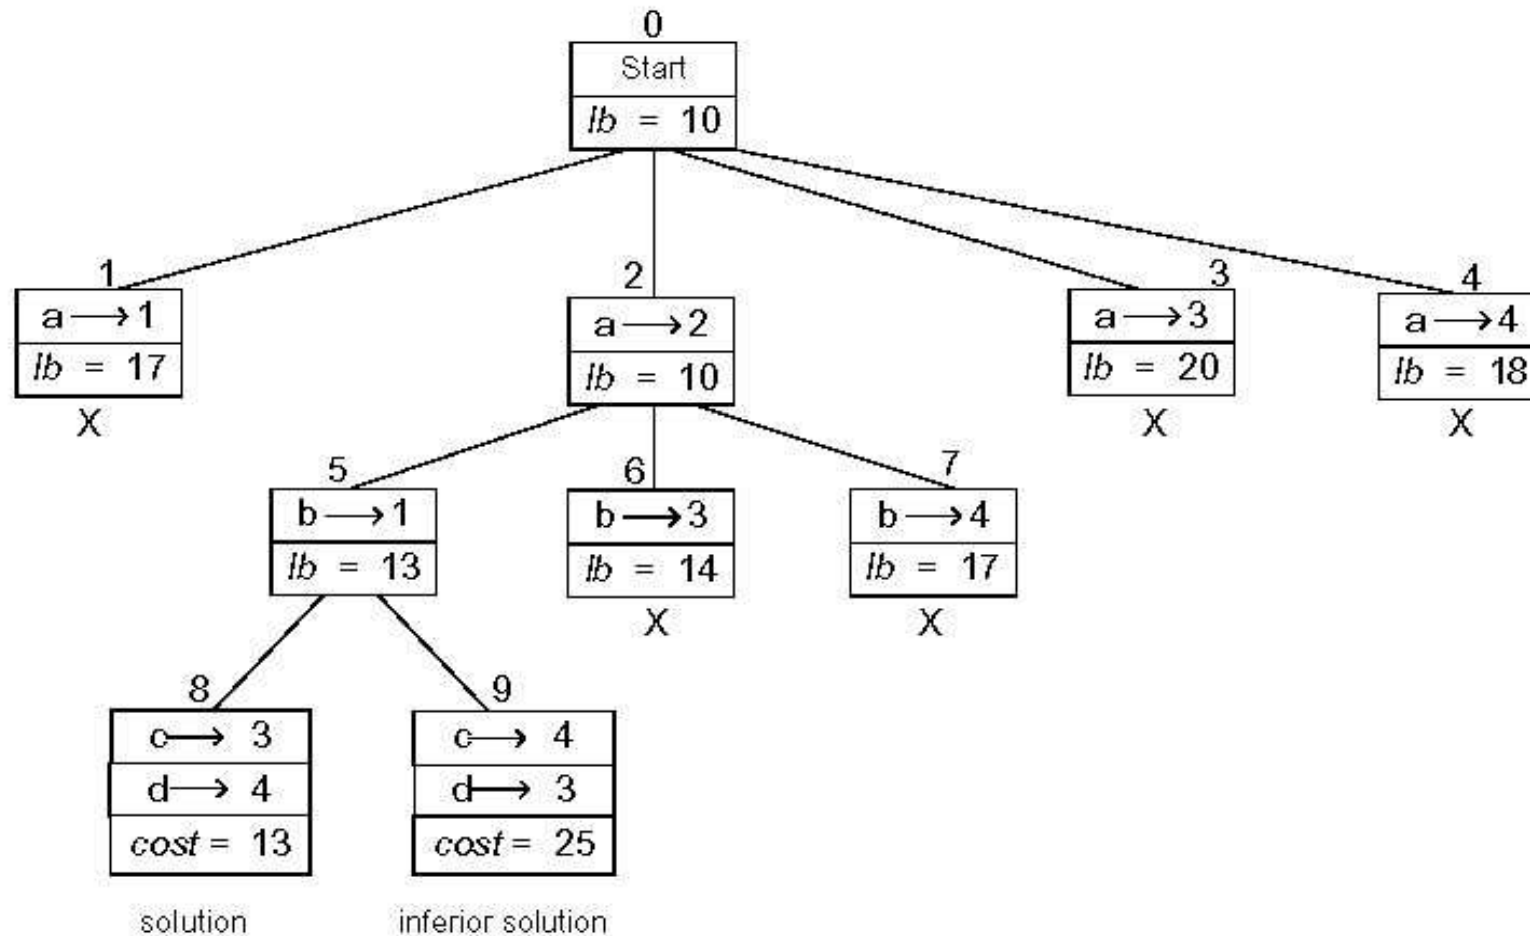 0
Start
lb = 10
1
a → 1
lb = 17
X
2
a → 2
lb = 10
3
a → 3
lb = 20
X
4
a → 4
lb = 18
X
5
b → 1
lb = 13
6
b → 3
lb = 14
X
7
b → 4
lb = 17
X
8
c → 3
d → 4
cost = 13
solution
9
c → 4
d → 3
cost = 25
inferior solution